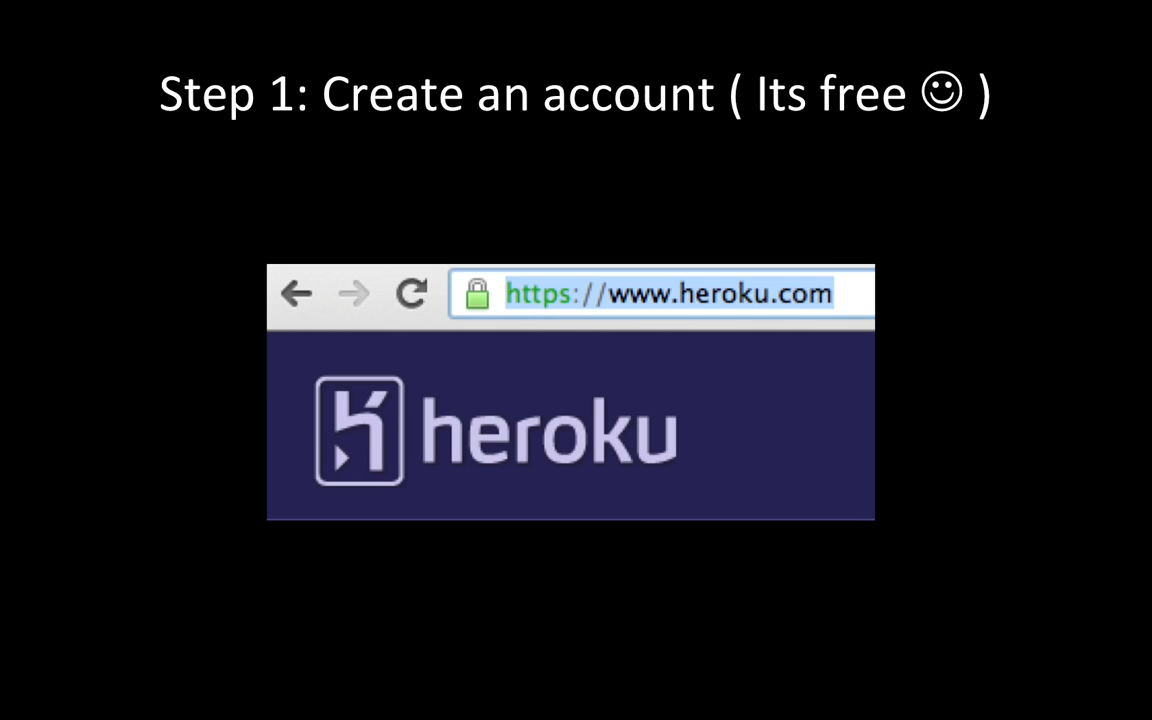 Step 1: Create an account ( Its free ☺ )
https://www.heroku.com
heroku